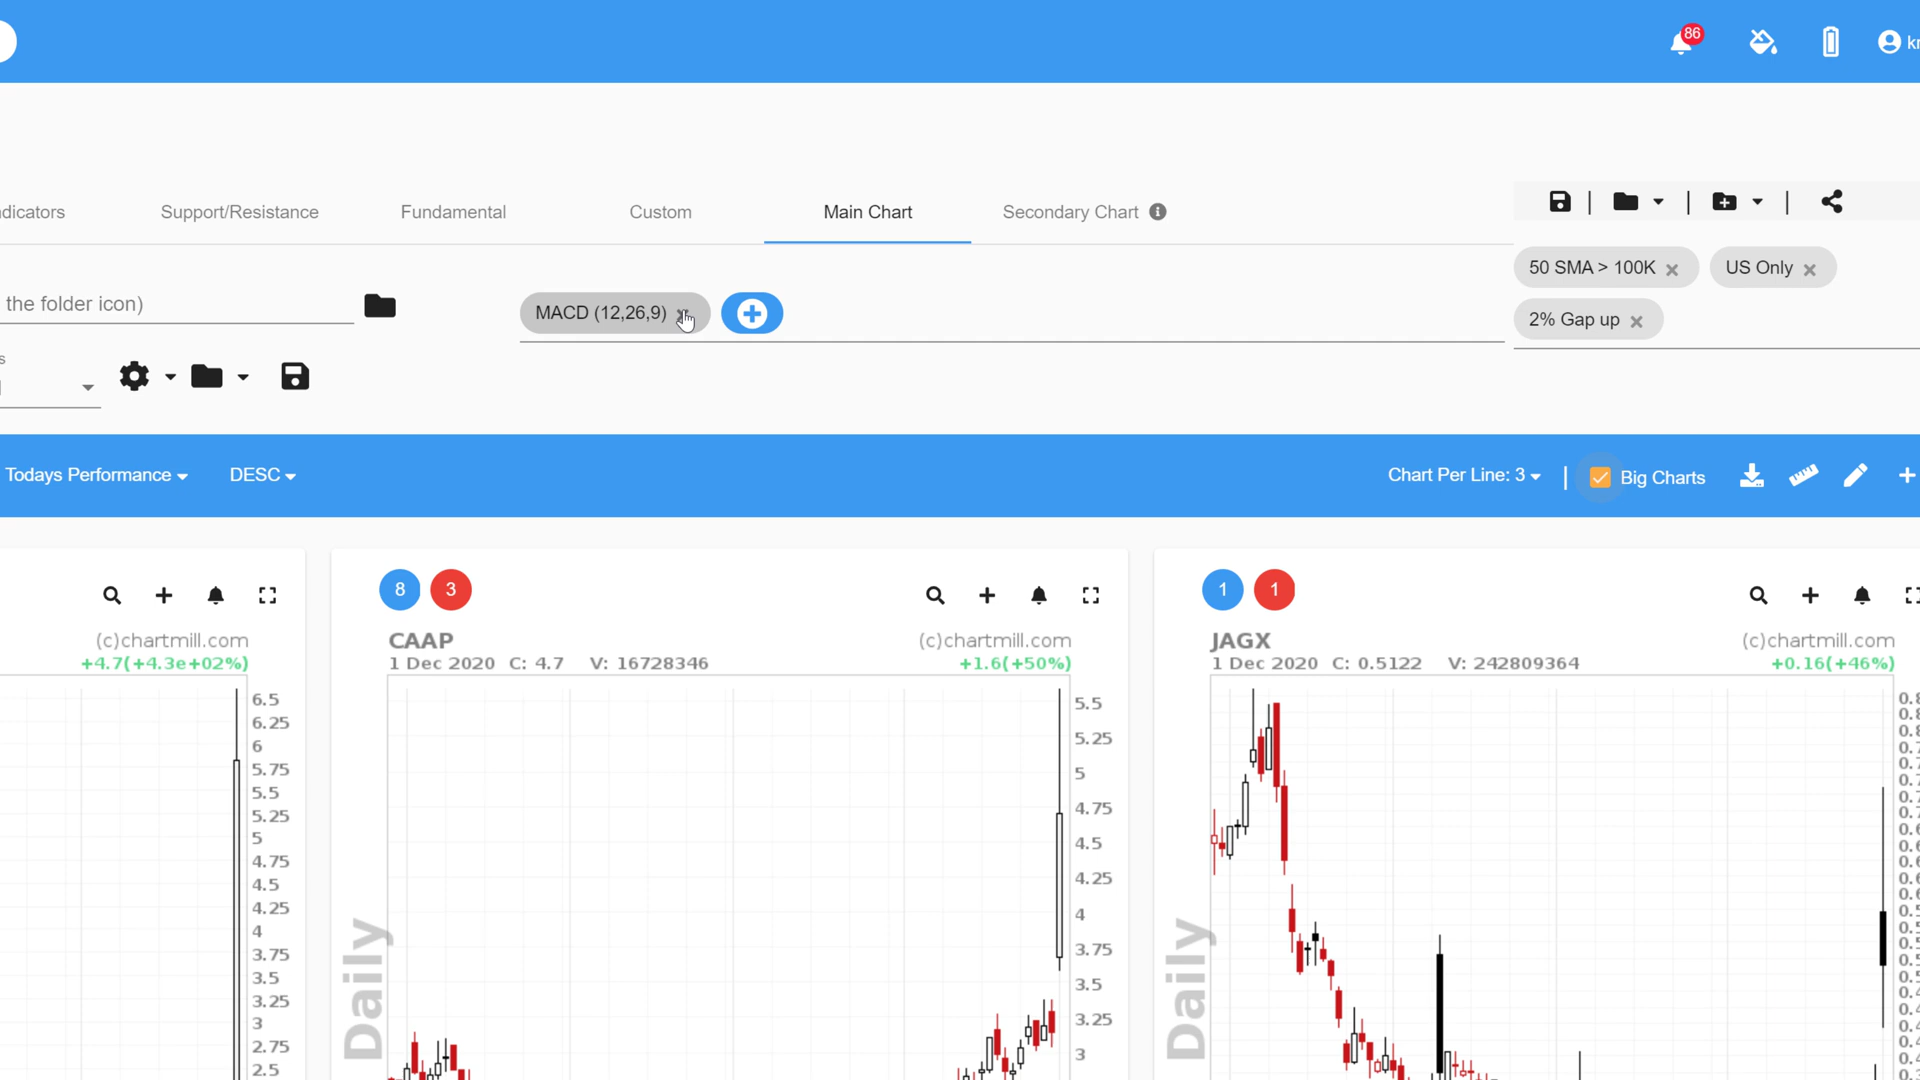 86
Support/Resistance
Fundamental
Custom
Main Chart
Secondary Chart
50 SMA > 100K
US Only
2% Gap up
the folder icon)
MACD (12,26,9)
Todays Performance
DESC
Chart Per Line: 3
Big Charts
8 3
1 1
(c)chartmill.com
+4.7(+4.3e+02%)
CAAP
(c)chartmill.com
1 Dec 2020 C: 4.7 V: 16728346
+1.6(+50%)
JAGX
(c)chartmill.com
1 Dec 2020 C: 0.5122 V: 242809364
+0.16(+46%)
6.5
6.25
6
5.75
5.5
5.25
5
4.75
4.5
4.25
4
3.75
3.5
3.25
3
2.75
2.5
Daily
5.5
5.25
5
4.75
4.5
4.25
4
3.75
3.5
3.25
3
Daily